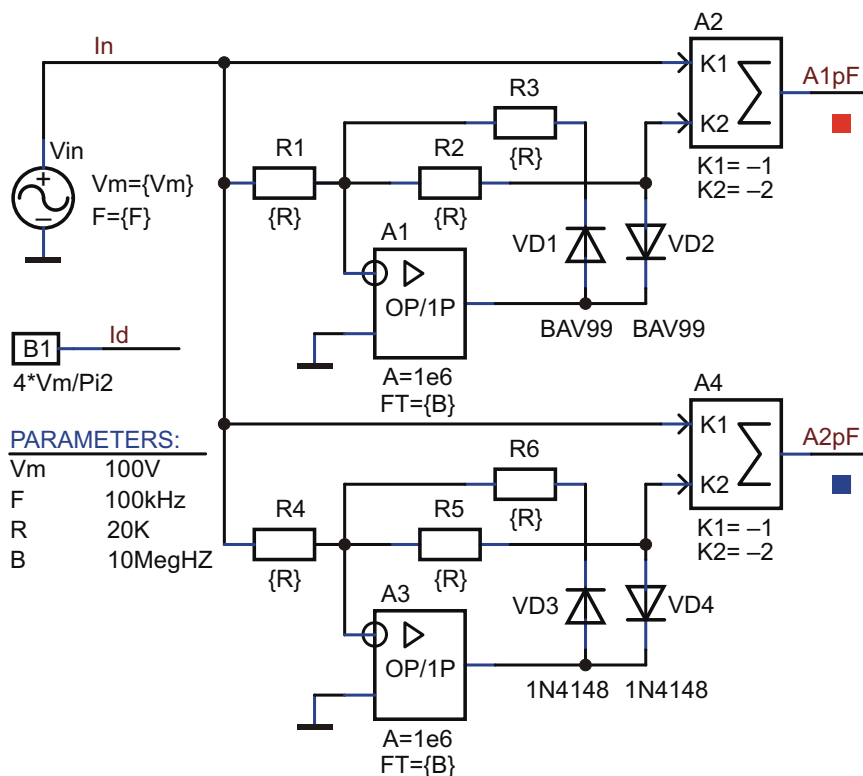 In
Vin
Vm={Vm}
F={F}
B1
Id
4*Vm/Pi2
PARAMETERS:
Vm 100V
F 100kHz
R 20K
B 10MegHZ
R1
{R}
R2
{R}
R3
{R}
A1
OP/1P
A=1e6
FT={B}
VD1
VD2
BAV99 BAV99
A2
K1
K2
K1= –1
K2= –2
A1pF
R4
{R}
R5
{R}
R6
{R}
A3
OP/1P
A=1e6
FT={B}
VD3
VD4
1N4148 1N4148
A4
K1
K2
K1= –1
K2= –2
A2pF